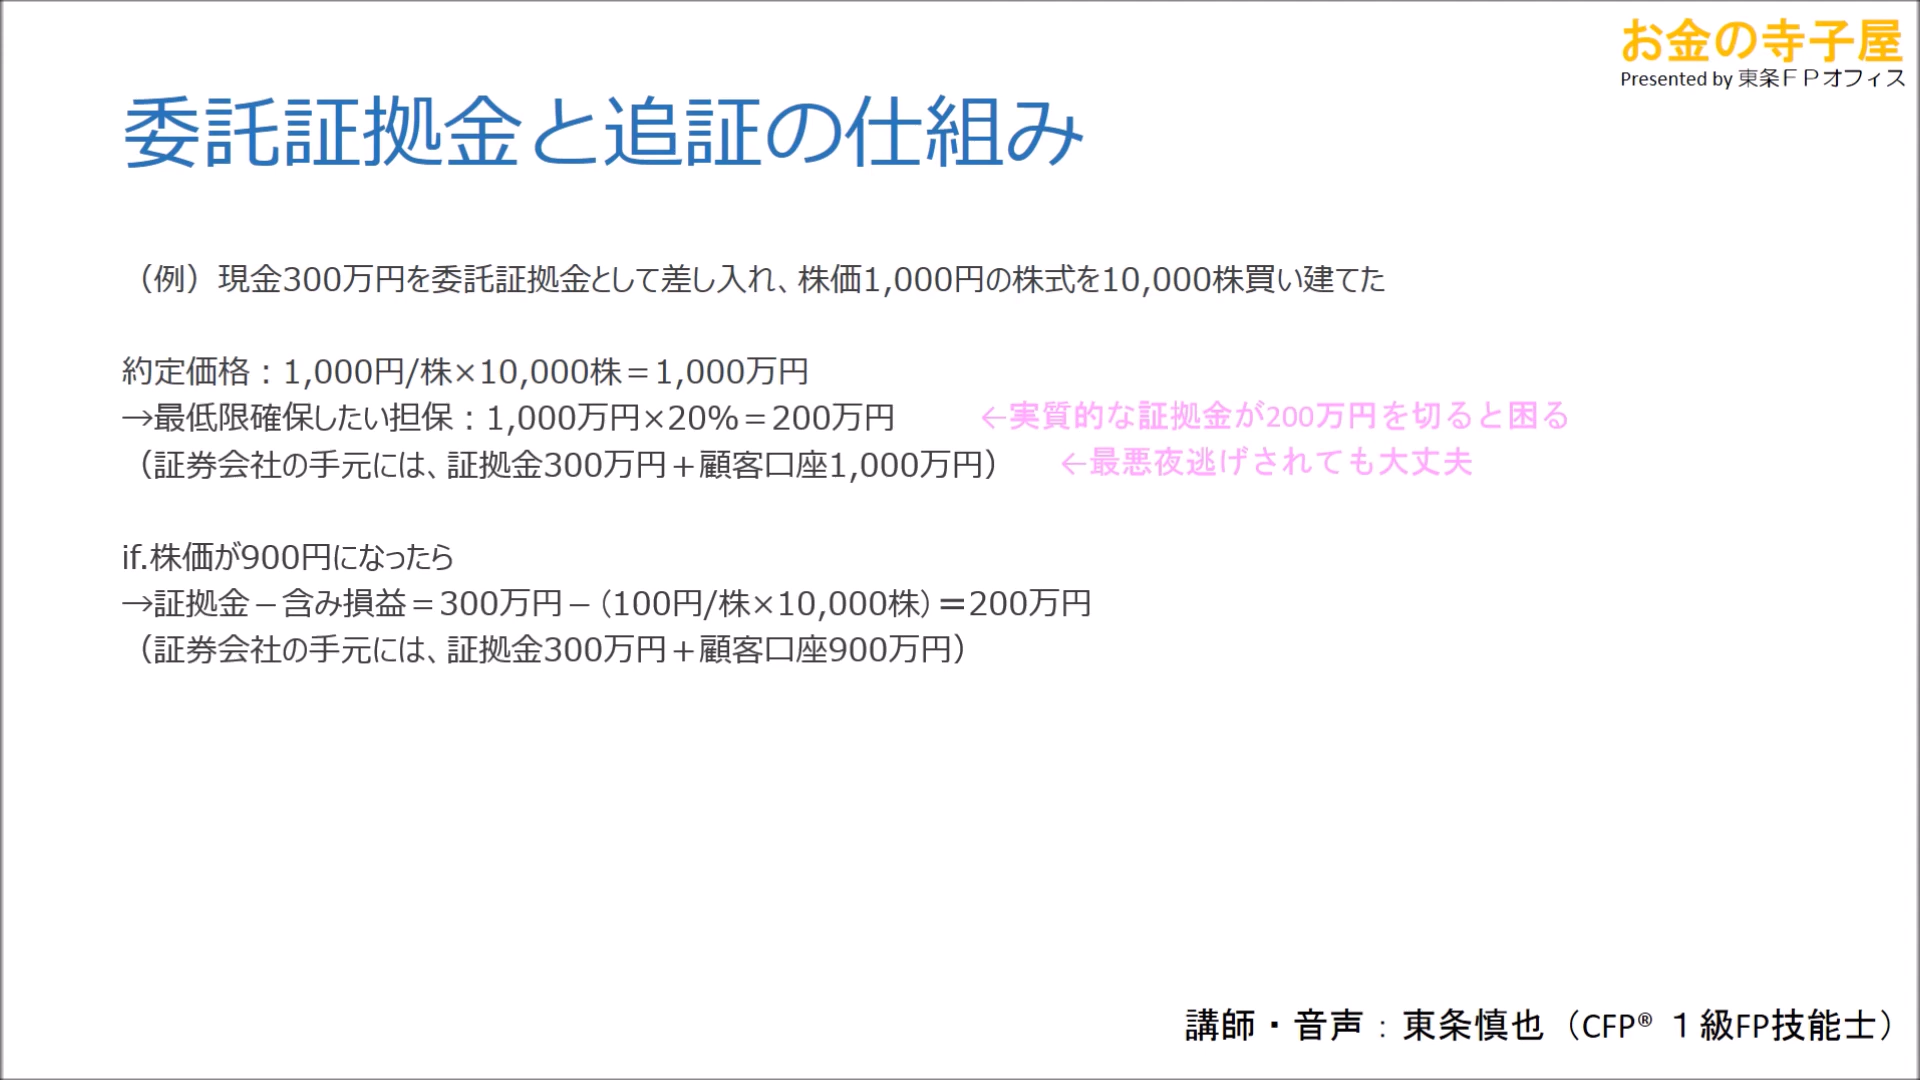 お金の寺子屋
Presented by 東条ＦＰオフィス
委託証拠金と追証の仕組み
（例）現金300万円を委託証拠金として差し入れ、株価1,000円の株式を10,000株買い建てた
約定価格：1,000円/株×10,000株＝1,000万円
→最低限確保したい担保：1,000万円×20%＝200万円 ←実質的な証拠金が200万円を切ると困る
（証券会社の手元には、証拠金300万円＋顧客口座1,000万円） ←最悪夜逃げされても大丈夫
if.株価が900円になったら
→証拠金－含み損益＝300万円－（100円/株×10,000株）＝200万円
（証券会社の手元には、証拠金300万円＋顧客口座900万円）
講師・音声：東条慎也（CFP® １級FP技能士）